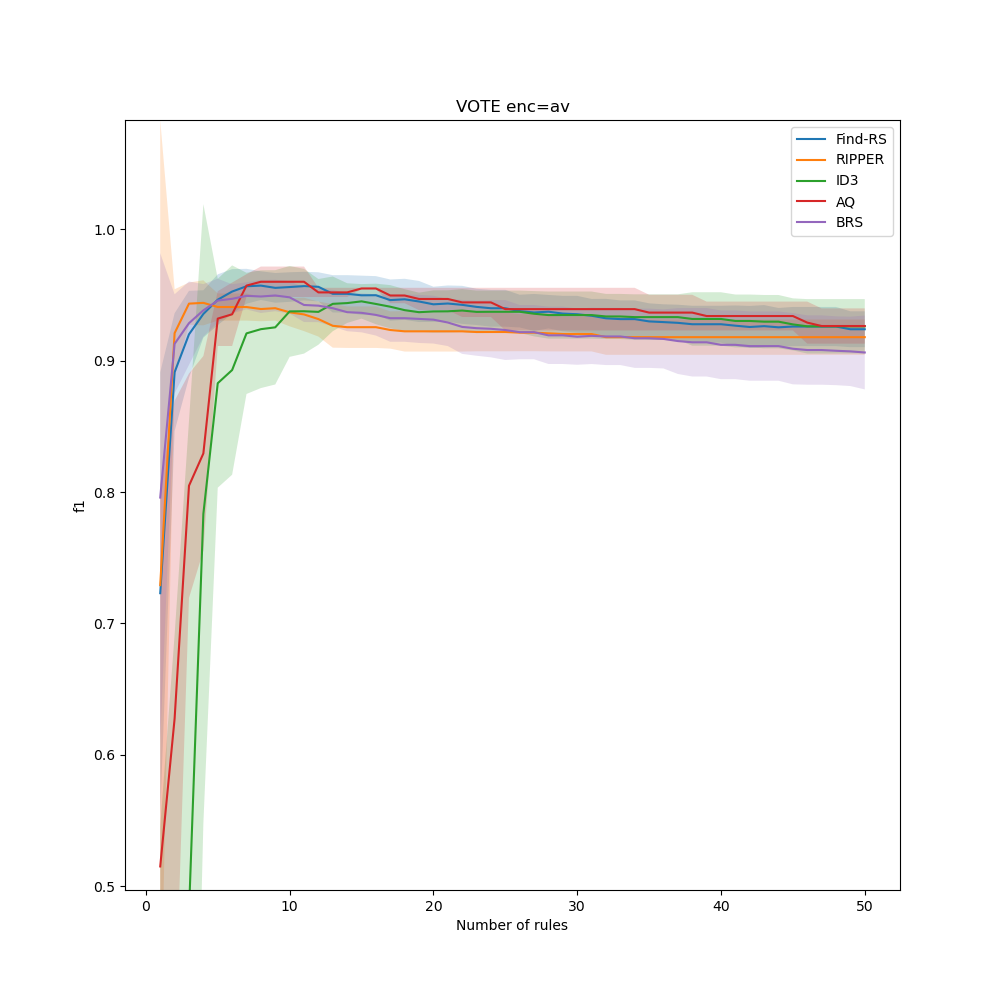 VOTE enc=av
Find-RS
RIPPER
ID3
AQ
BRS
1.0
0.9
0.8
0.7
0.6
0.5
f1
0 10 20 30 40 50
Number of rules